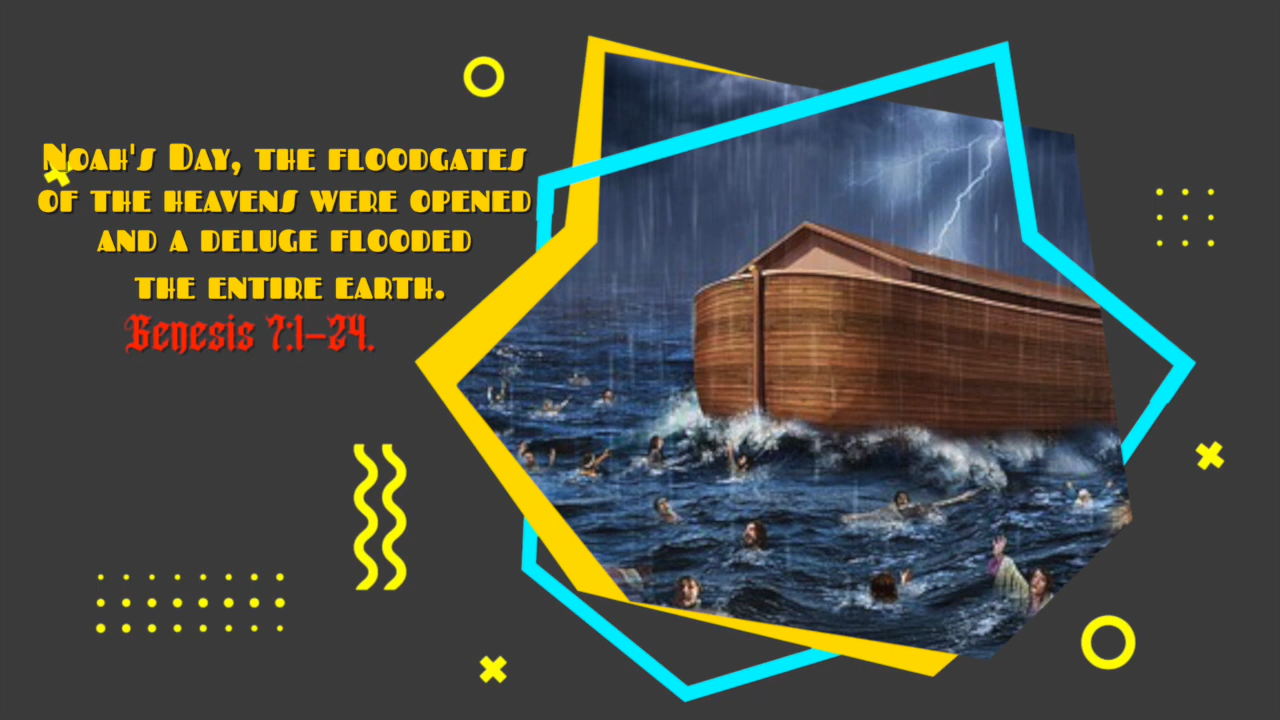 Noah's Day, the floodgates
of the heavens were opened
and a deluge flooded
the entire earth.
Genesis 7:1–24.